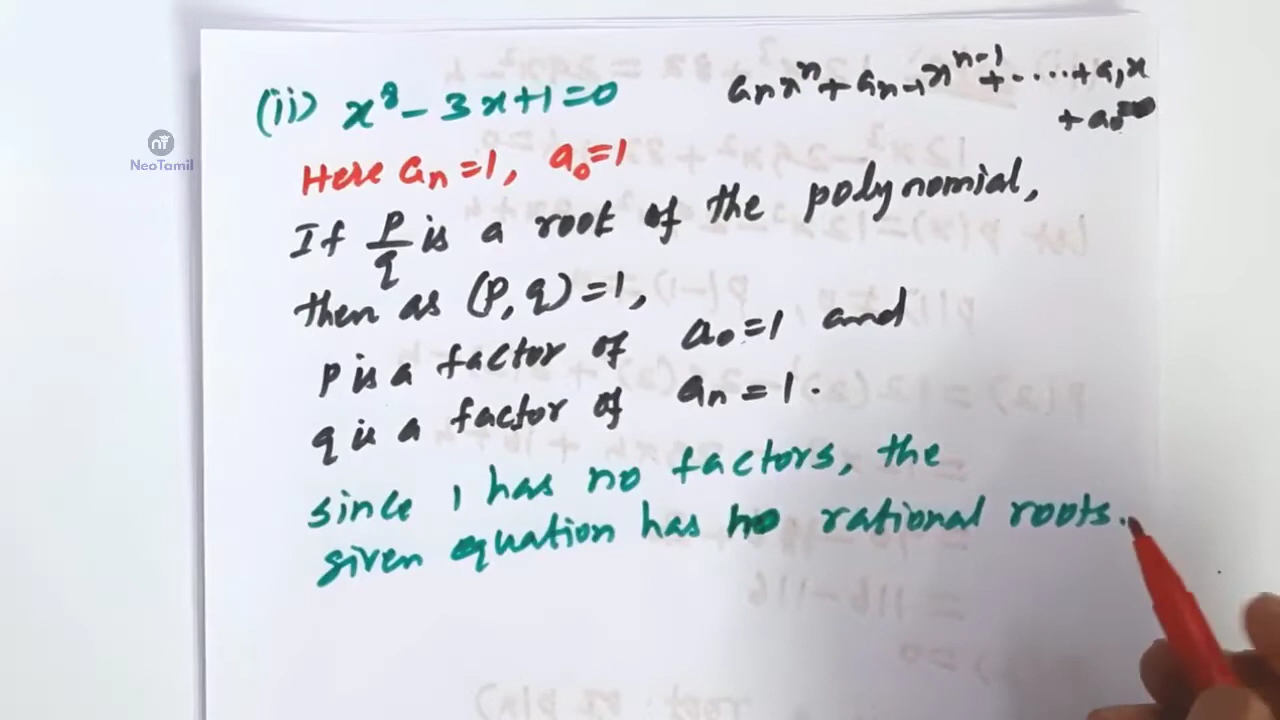 (ii) x⁸ - 3x + 1 = 0
aₙxⁿ + aₙ₋₁xⁿ⁻¹ + ..... + a₁x
+ a₀
NeoTamil
Here aₙ = 1, a₀ = 1
If p/q is a root of the polynomial,
then as (p, q) = 1,
p is a factor of a₀ = 1 and
q is a factor of aₙ = 1.
since 1 has no factors, the
given equation has no rational roots.